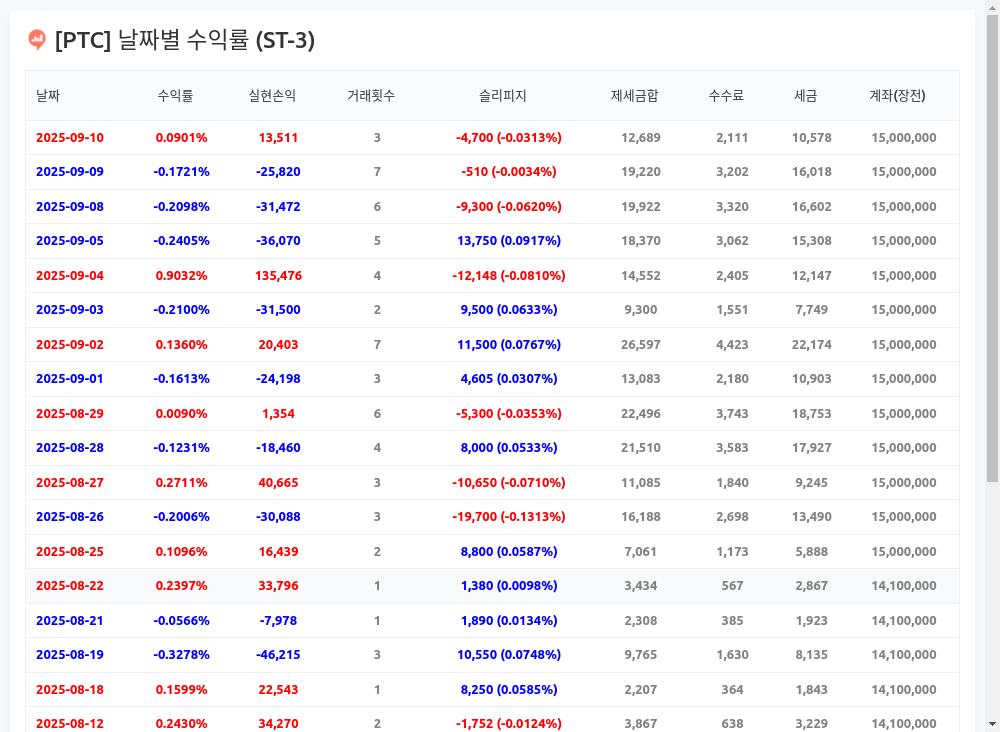 [PTC] 날짜별 수익률 (ST-3)
날짜 수익률 실현손익 거래횟수 슬리피지 제세금합 수수료 세금 계좌(장전)
2025-09-10 0.0901% 13,511 3 -4,700 (-0.0313%) 12,689 2,111 10,578 15,000,000
2025-09-09 -0.1721% -25,820 7 -510 (-0.0034%) 19,220 3,202 16,018 15,000,000
2025-09-08 -0.2098% -31,472 6 -9,300 (-0.0620%) 19,922 3,320 16,602 15,000,000
2025-09-05 -0.2405% -36,070 5 13,750 (0.0917%) 18,370 3,062 15,308 15,000,000
2025-09-04 0.9032% 135,476 4 -12,148 (-0.0810%) 14,552 2,405 12,147 15,000,000
2025-09-03 -0.2100% -31,500 2 9,500 (0.0633%) 9,300 1,551 7,749 15,000,000
2025-09-02 0.1360% 20,403 7 11,500 (0.0767%) 26,597 4,423 22,174 15,000,000
2025-09-01 -0.1613% -24,198 3 4,605 (0.0307%) 13,083 2,180 10,903 15,000,000
2025-08-29 0.0090% 1,354 6 -5,300 (-0.0353%) 22,496 3,743 18,753 15,000,000
2025-08-28 -0.1231% -18,460 4 8,000 (0.0533%) 21,510 3,583 17,927 15,000,000
2025-08-27 0.2711% 40,665 3 -10,650 (-0.0710%) 11,085 1,840 9,245 15,000,000
2025-08-26 -0.2006% -30,088 3 -19,700 (-0.1313%) 16,188 2,698 13,490 15,000,000
2025-08-25 0.1096% 16,439 2 8,800 (0.0587%) 7,061 1,173 5,888 15,000,000
2025-08-22 0.2397% 33,796 1 1,380 (0.0098%) 3,434 567 2,867 14,100,000
2025-08-21 -0.0566% -7,978 1 1,890 (0.0134%) 2,308 385 1,923 14,100,000
2025-08-19 -0.3278% -46,215 3 10,550 (0.0748%) 9,765 1,630 8,135 14,100,000
2025-08-18 0.1599% 22,543 1 8,250 (0.0585%) 2,207 364 1,843 14,100,000
2025-08-12 0.2430% 34,270 2 -1,752 (-0.0124%) 3,867 638 3,229 14,100,000